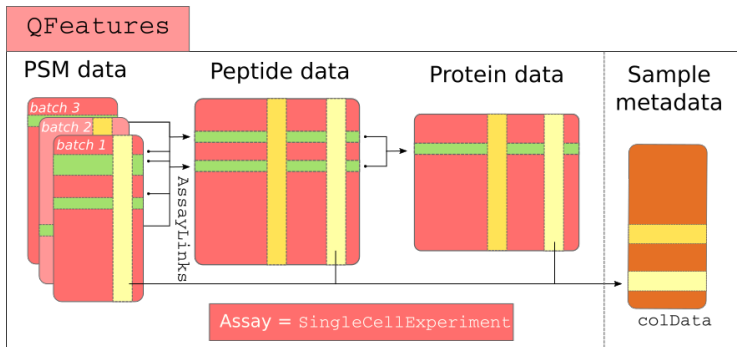 QFeatures
PSM data
Peptide data
Protein data
Sample
metadata
batch 3
batch 2
batch 1
AssayLinks
Assay = SingleCellExperiment
colData